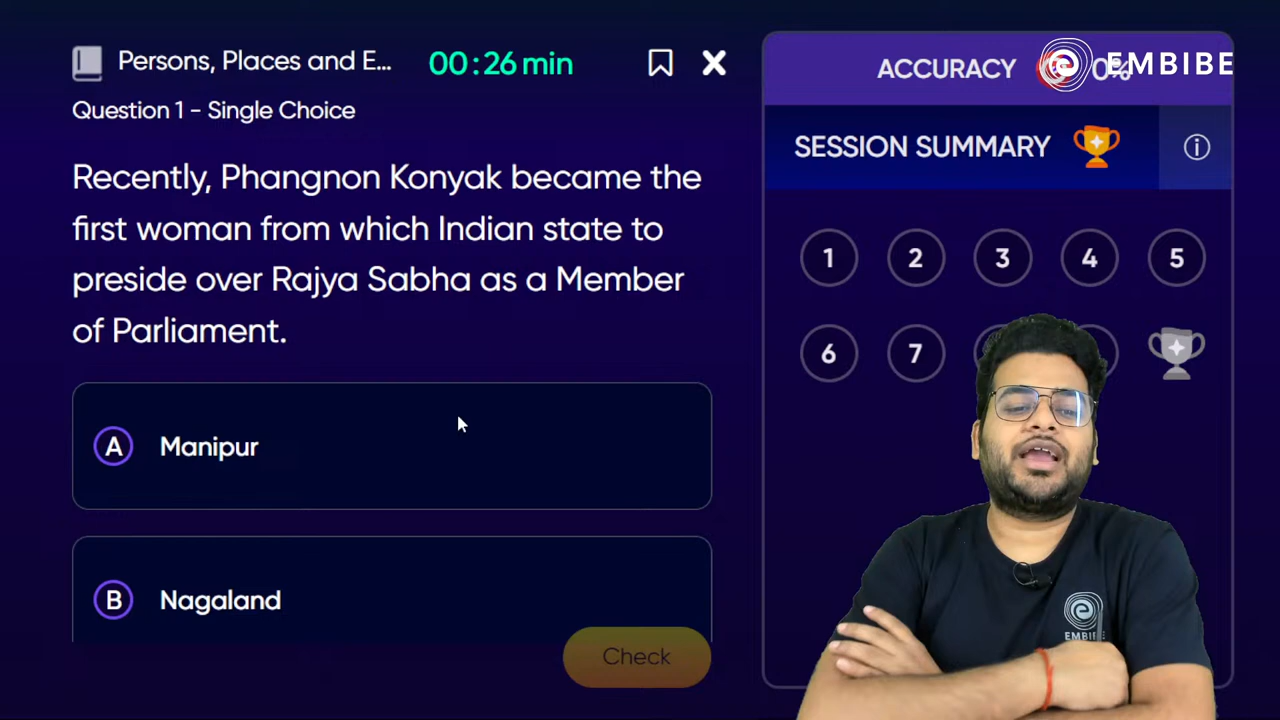 Persons, Places and E... 00:26 min
Question 1 - Single Choice
Recently, Phangnon Konyak became the
first woman from which Indian state to
preside over Rajya Sabha as a Member
of Parliament.
A Manipur
B Nagaland
Check
ACCURACY 0%
EMBIBE
SESSION SUMMARY
1 2 3 4 5
6 7
EMBIBE